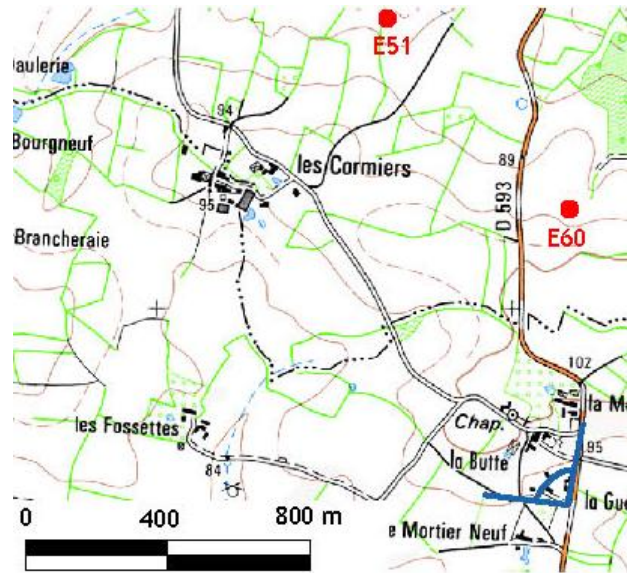 E51
aulerie
94
Bourgneuf
les Cormiers
89
95
D 593
E60
Brancheraie
102
la M
Chap.
les Fossettes
95
la Butte
84
la Gue
0 400 800 m
e Mortier Neuf